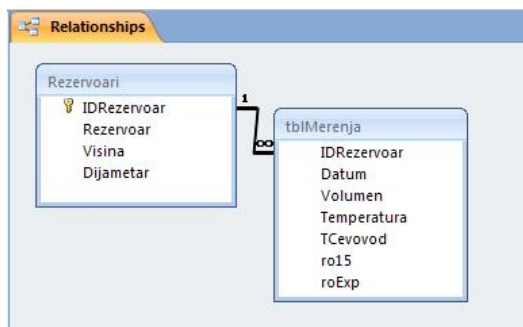 Relationships
Rezervoari
IDRezervoar
Rezervoar
Visina
Dijametar
1
∞
tblMerenja
IDRezervoar
Datum
Volumen
Temperatura
TCevovod
ro15
roExp